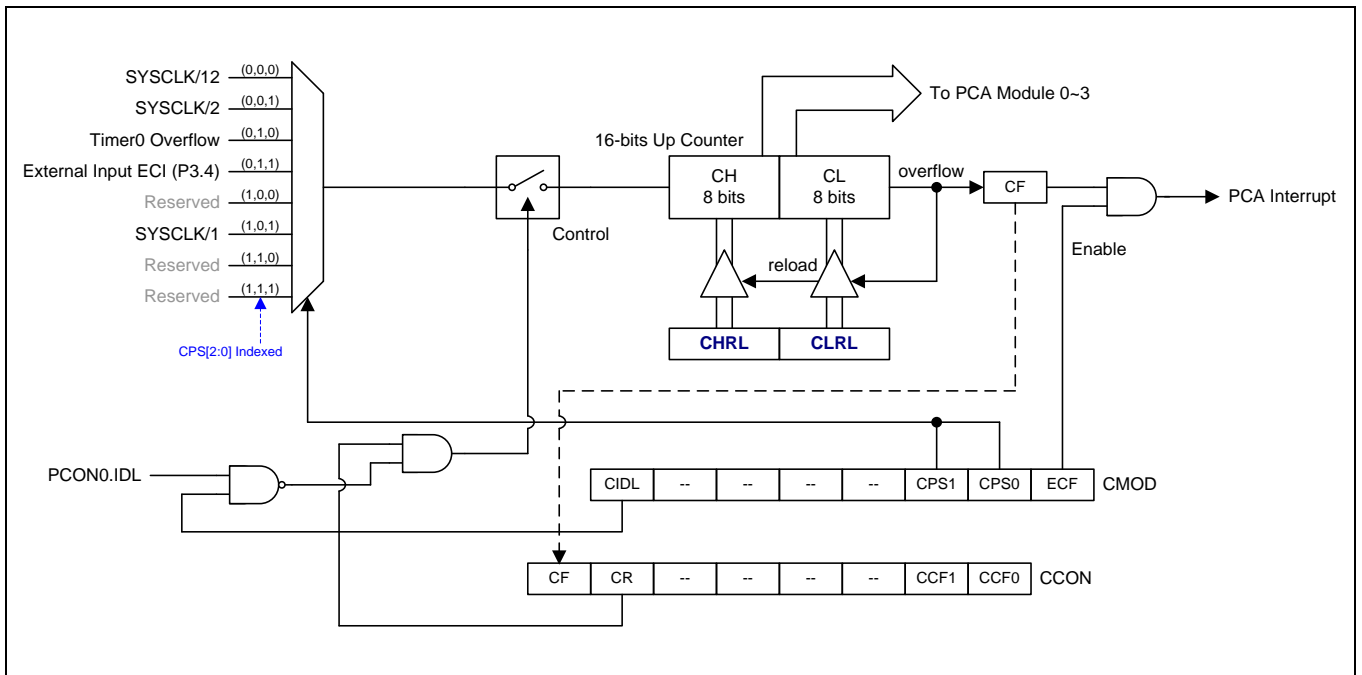 SYSCLK/12 (0,0,0)
SYSCLK/2 (0,0,1)
Timer0 Overflow (0,1,0)
External Input ECI (P3.4) (0,1,1)
Reserved (1,0,0)
SYSCLK/1 (1,0,1)
Reserved (1,1,0)
Reserved (1,1,1)
CPS[2:0] Indexed
Control
To PCA Module 0~3
16-bits Up Counter
CH
8 bits
CL
8 bits
overflow
CF
PCA Interrupt
Enable
reload
CHRL CLRL
PCON0.IDL
CIDL -- -- -- -- CPS1 CPS0 ECF CMOD
CF CR -- -- -- -- CCF1 CCF0 CCON